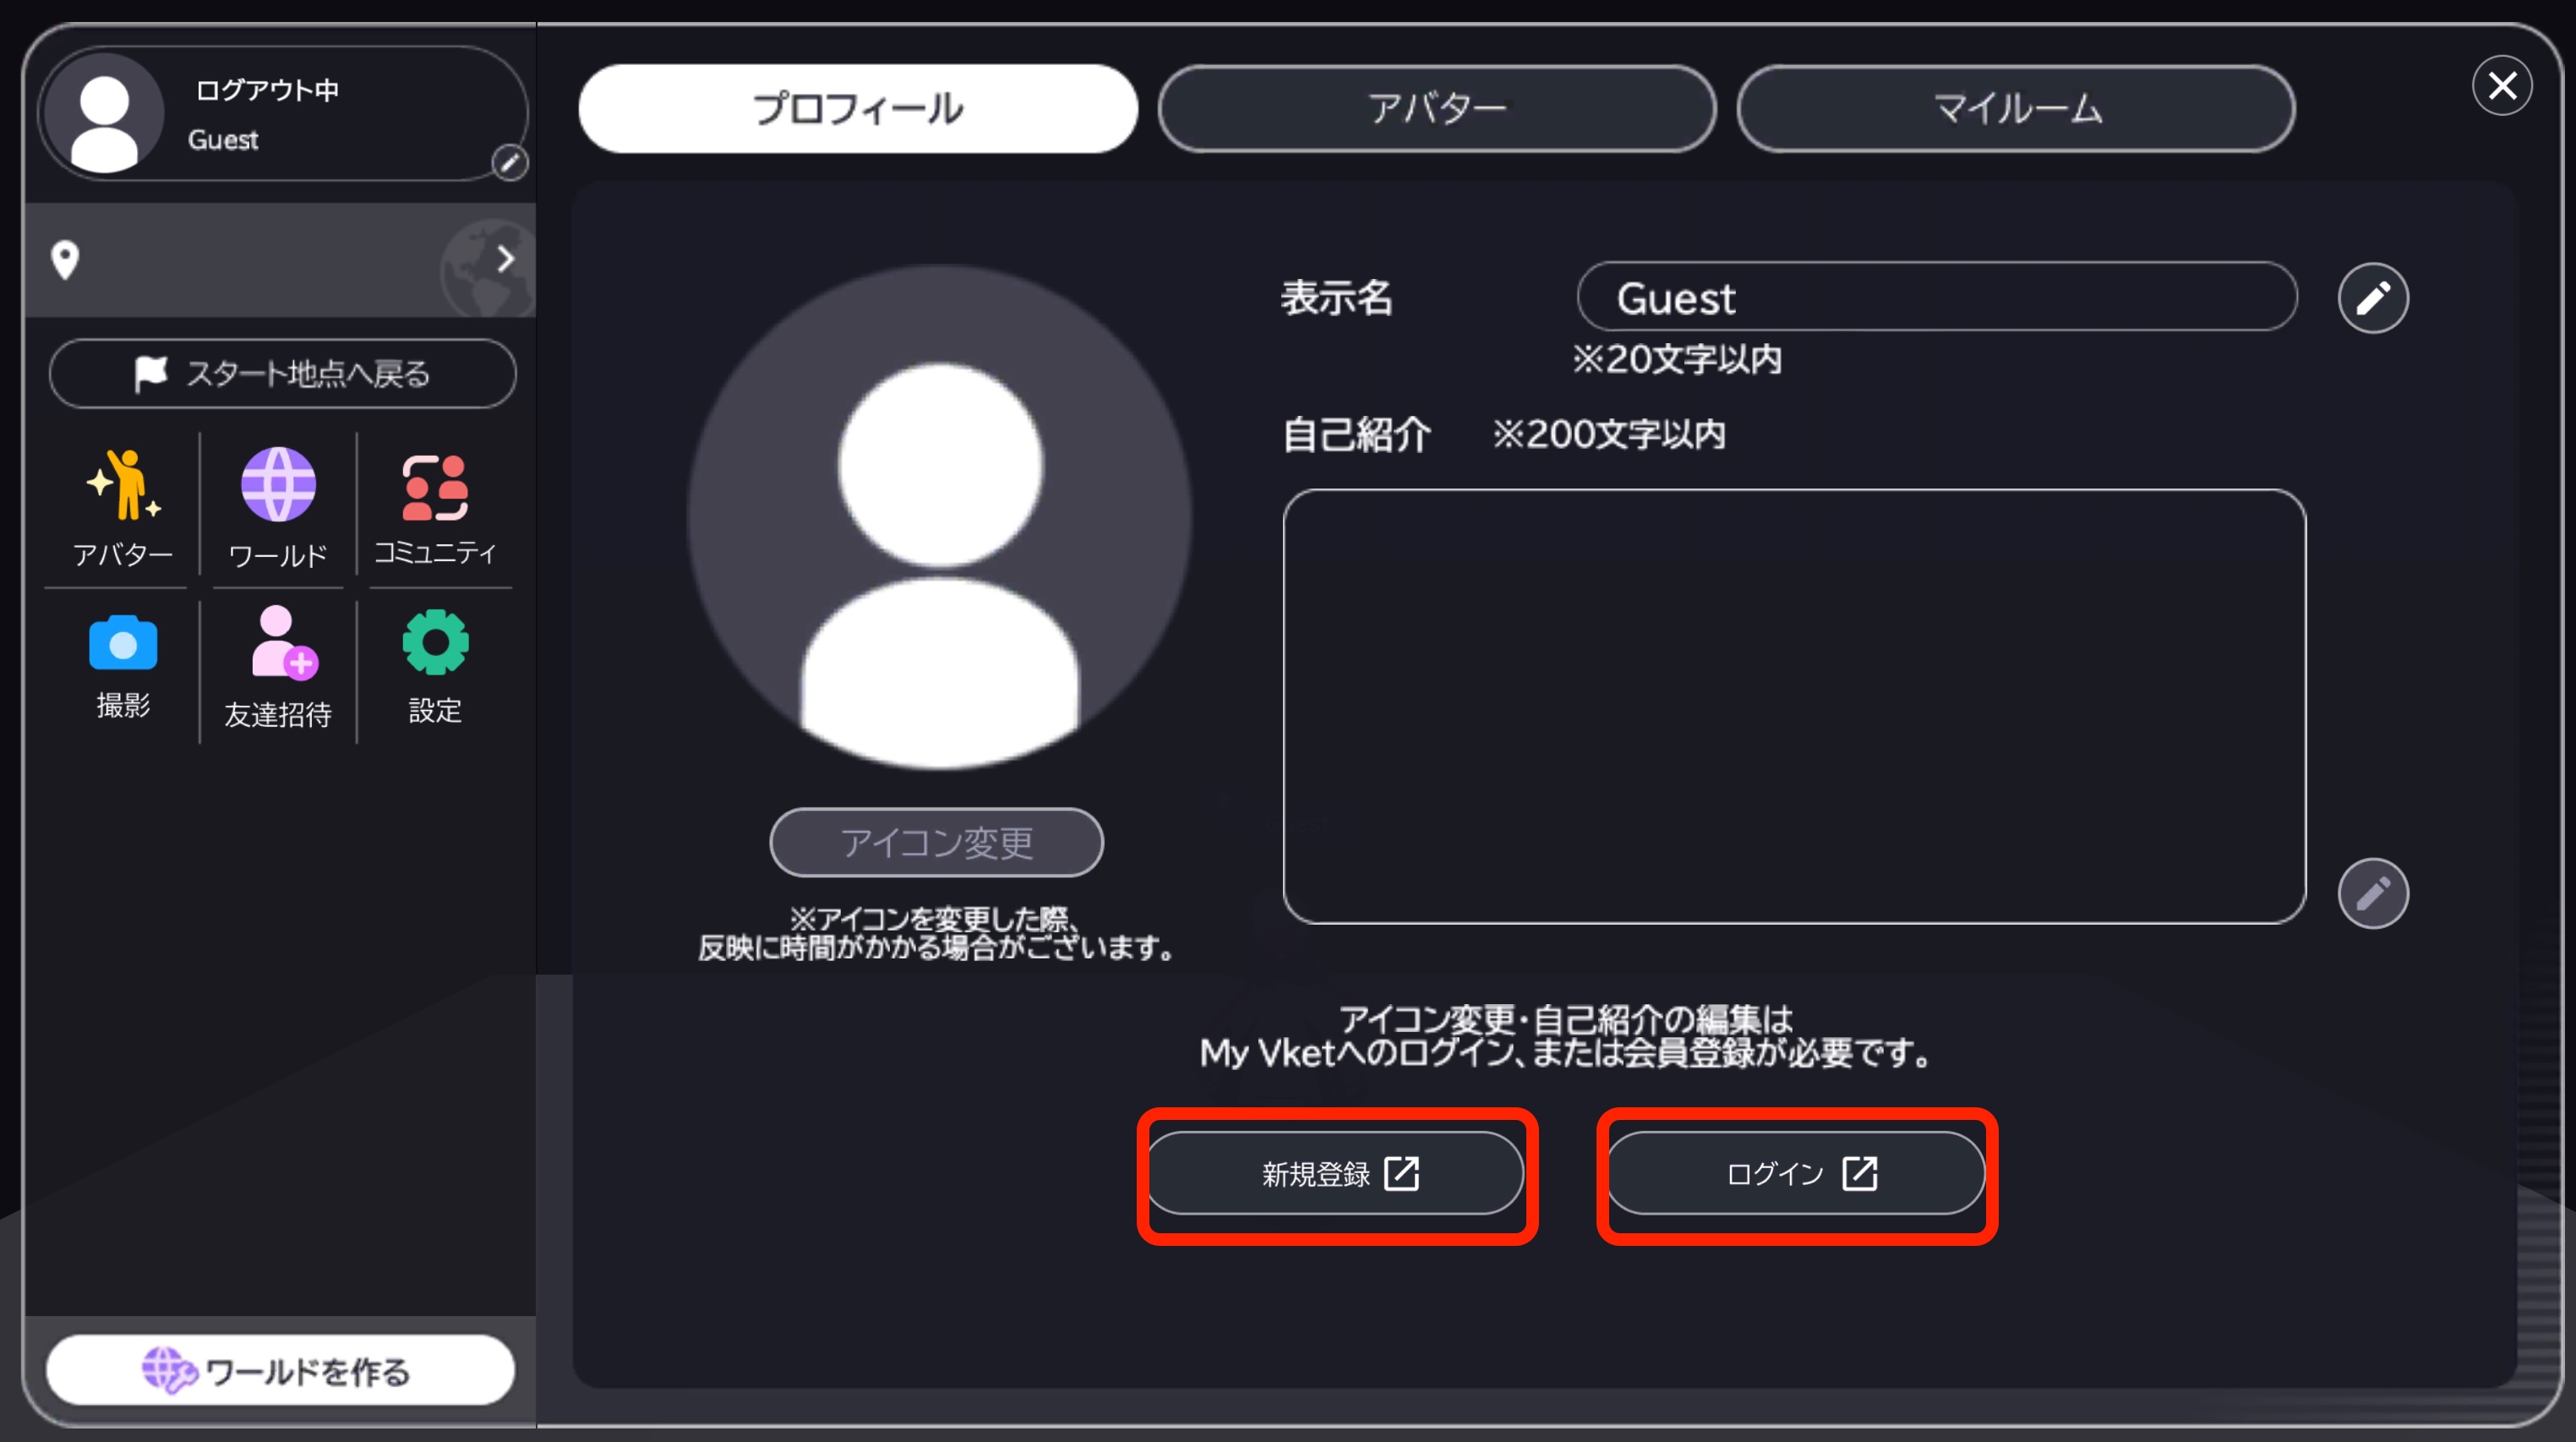 ログアウト中
Guest
スタート地点へ戻る
アバター
ワールド
コミュニティ
撮影
友達招待
設定
ワールドを作る
プロフィール
アバター
マイルーム
表示名
Guest
※20文字以内
自己紹介 ※200文字以内
アイコン変更
※アイコンを変更した際、
反映に時間がかかる場合がございます。
アイコン変更・自己紹介の編集は
My Vketへのログイン、または会員登録が必要です。
新規登録
ログイン